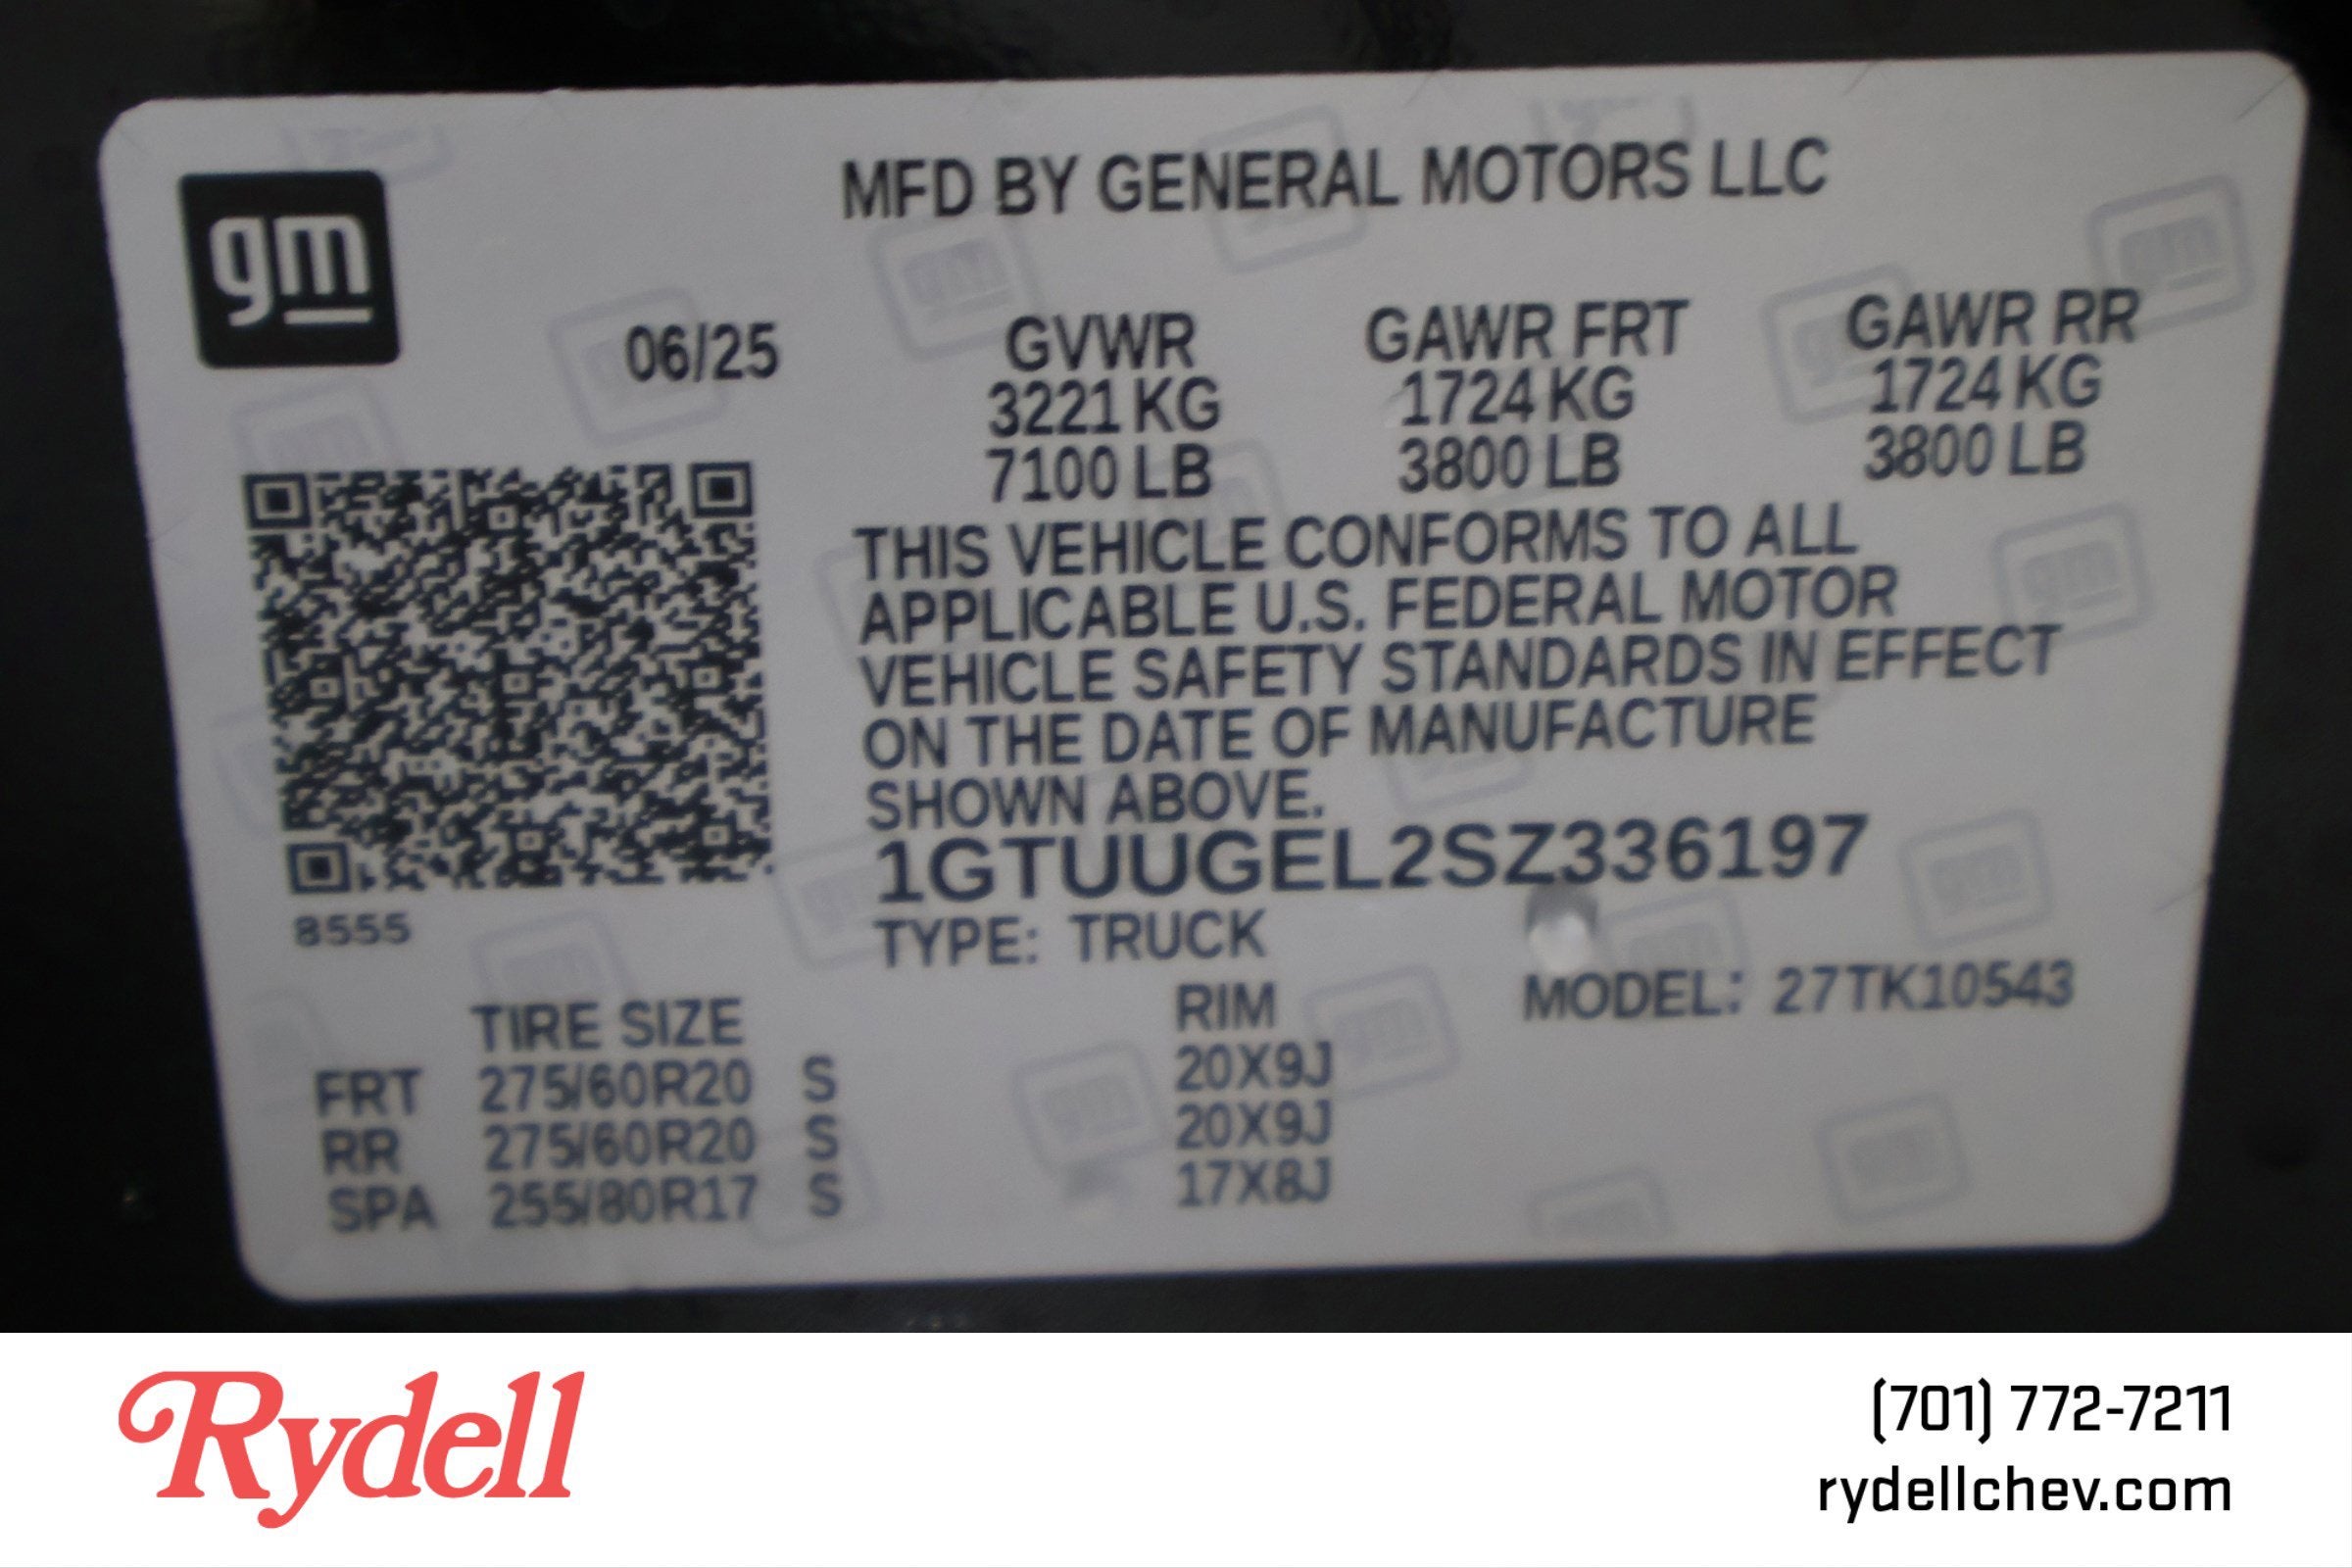 gm
MFD BY GENERAL MOTORS LLC
06/25
GVWR GAWR FRT GAWR RR
3221 KG 1724 KG 1724 KG
7100 LB 3800 LB 3800 LB
THIS VEHICLE CONFORMS TO ALL
APPLICABLE U.S. FEDERAL MOTOR
VEHICLE SAFETY STANDARDS IN EFFECT
ON THE DATE OF MANUFACTURE
SHOWN ABOVE.
1GTUUGEL2SZ336197
8555
TYPE: TRUCK
MODEL: 27TK10543
TIRE SIZE RIM
FRT 275/60R20 S 20X9J
RR 275/60R20 S 20X9J
SPA 255/80R17 S 17X8J
Rydell
(701) 772-7211
rydellchev.com